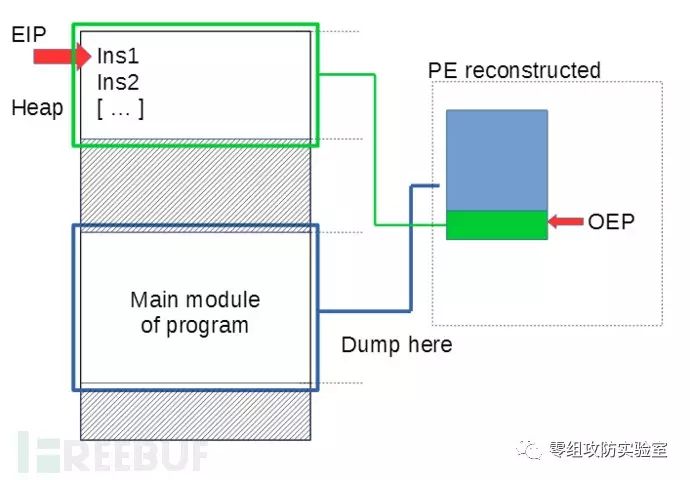 EIP
Ins1
Ins2
[ ... ]
Heap
PE reconstructed
OEP
Main module
of program
Dump here
FREEBUF
零组攻防实验室